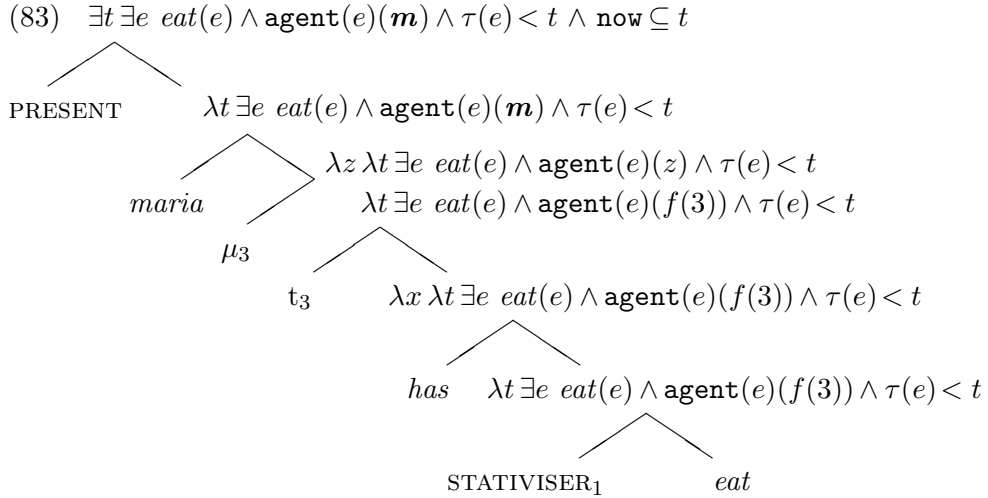 (83) ∃t ∃e eat(e) ∧ agent(e)(m) ∧ τ(e) < t ∧ now ⊆ t
PRESENT λt ∃e eat(e) ∧ agent(e)(m) ∧ τ(e) < t
λz λt ∃e eat(e) ∧ agent(e)(z) ∧ τ(e) < t
maria λt ∃e eat(e) ∧ agent(e)(f(3)) ∧ τ(e) < t
μ₃
t₃ λx λt ∃e eat(e) ∧ agent(e)(f(3)) ∧ τ(e) < t
has λt ∃e eat(e) ∧ agent(e)(f(3)) ∧ τ(e) < t
STATIVISER₁ eat